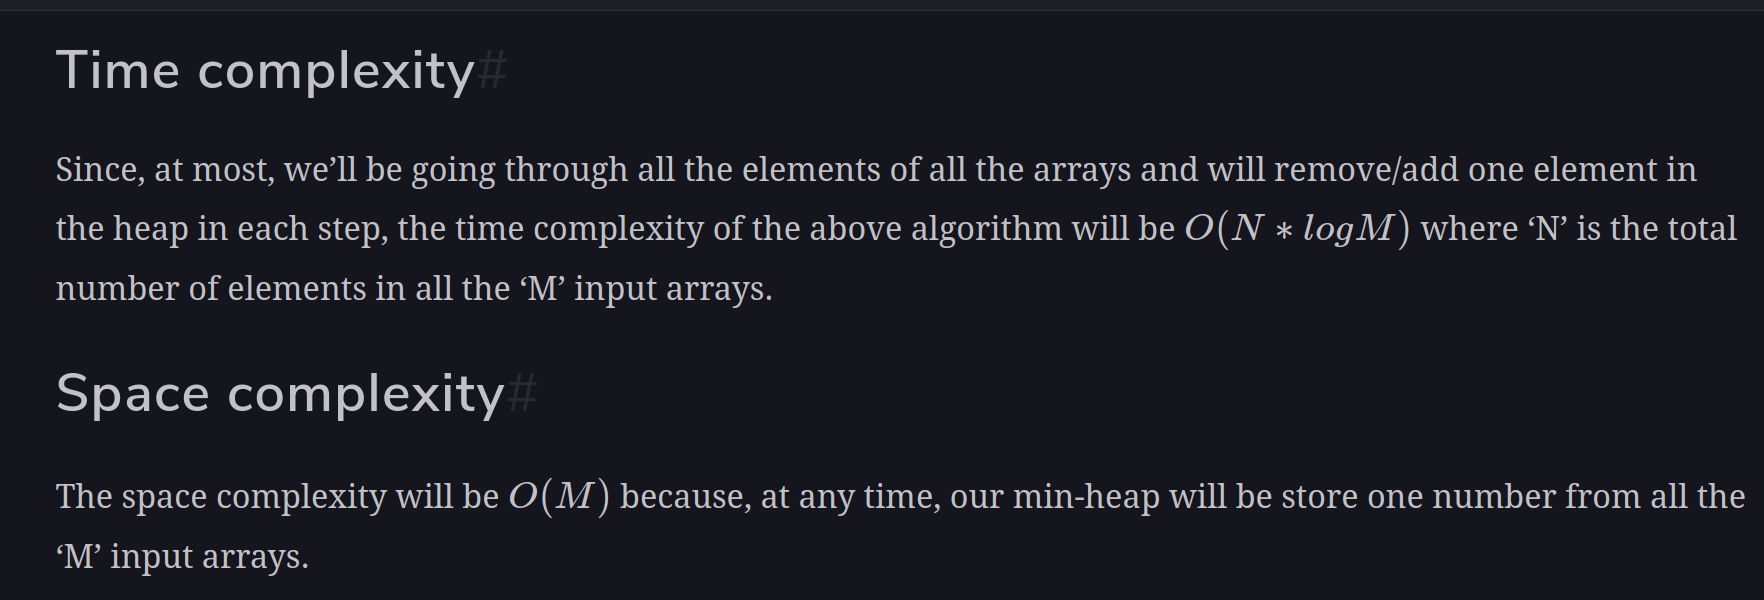 Time complexity#
Since, at most, we’ll be going through all the elements of all the arrays and will remove/add one element in
the heap in each step, the time complexity of the above algorithm will be O(N ∗ logM) where ‘N’ is the total
number of elements in all the ‘M’ input arrays.
Space complexity#
The space complexity will be O(M) because, at any time, our min-heap will be store one number from all the
‘M’ input arrays.